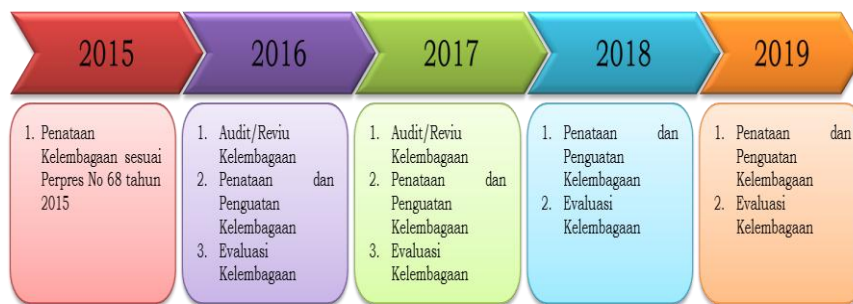 2015
2016
2017
2018
2019
1. Penataan
Kelembagaan sesuai
Perpres No 68 tahun
2015
1. Audit/Reviu
Kelembagaan
2. Penataan dan
Penguatan
Kelembagaan
3. Evaluasi
Kelembagaan
1. Audit/Reviu
Kelembagaan
2. Penataan dan
Penguatan
Kelembagaan
3. Evaluasi
Kelembagaan
1. Penataan dan
Penguatan
Kelembagaan
2. Evaluasi
Kelembagaan
1. Penataan dan
Penguatan
Kelembagaan
2. Evaluasi
Kelembagaan